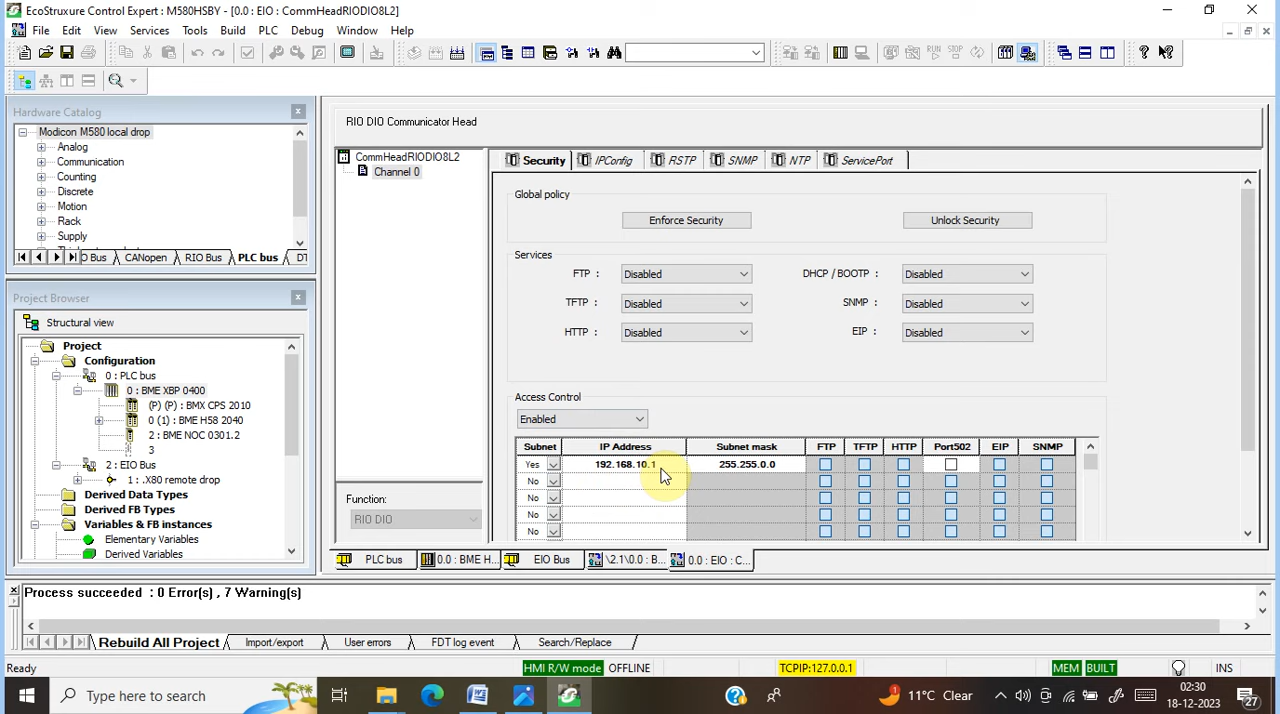 EcoStruxure Control Expert : M580HSBY - [0.0 : EIO : CommHeadRIODIO8L2]
File Edit View Services Tools Build PLC Debug Window Help
Hardware Catalog
Modicon M580 local drop
Analog
Communication
Counting
Discrete
Motion
Rack
Supply
O Bus CANopen RIO Bus PLC bus DT
Project Browser
Structural view
Project
Configuration
0 : PLC bus
0 : BME XBP 0400
(P) (P) : BMX CPS 2010
0 (1) : BME H58 2040
2 : BME NOC 0301.2
3
2 : EIO Bus
1 : .X80 remote drop
Derived Data Types
Derived FB Types
Variables & FB instances
Elementary Variables
Derived Variables
RIO DIO Communicator Head
CommHeadRIODIO8L2
Channel 0
Function:
RIO DIO
Security IPConfig RSTP SNMP NTP ServicePort
Global policy
Enforce Security Unlock Security
Services
FTP : Disabled DHCP / BOOTP : Disabled
TFTP : Disabled SNMP : Disabled
HTTP : Disabled EIP : Disabled
Access Control
Enabled
Subnet IP Address Subnet mask FTP TFTP HTTP Port502 EIP SNMP
Yes 192.168.10.1 255.255.0.0
No
No
No
No
PLC bus 0.0 : BME H... EIO Bus \2.1\0.0 : B... 0.0 : EIO : C...
Process succeeded : 0 Error(s) , 7 Warning(s)
Rebuild All Project Import/export User errors FDT log event Search/Replace
Ready HMI R/W mode OFFLINE TCPIP:127.0.0.1 MEM BUILT INS
Type here to search 11°C Clear 02:30
18-12-2023 27